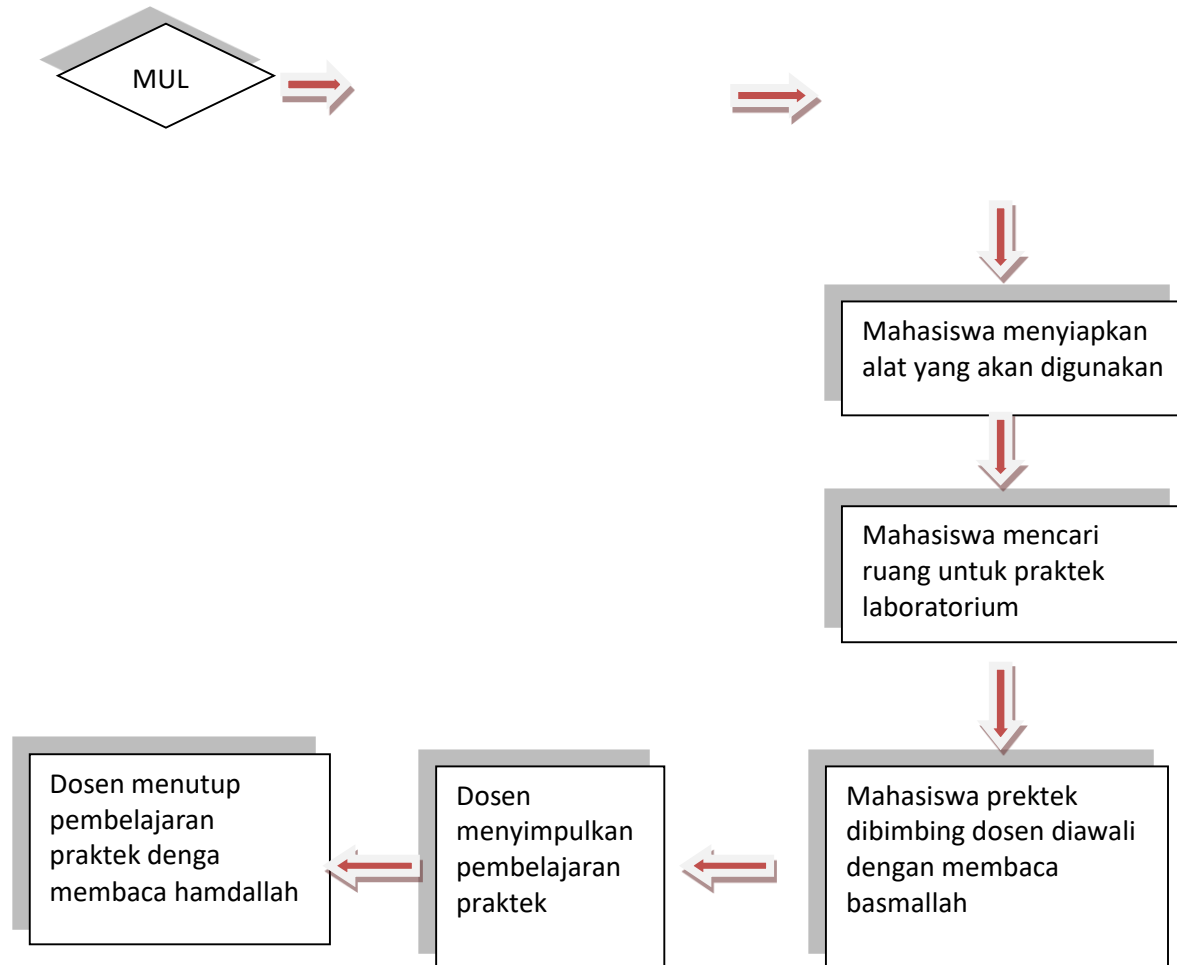 MUL
Mahasiswa menyiapkan
alat yang akan digunakan
Mahasiswa mencari
ruang untuk praktek
laboratorium
Mahasiswa prektek
dibimbing dosen diawali
dengan membaca
basmallah
Dosen
menyimpulkan
pembelajaran
praktek
Dosen menutup
pembelajaran
praktek denga
membaca hamdallah